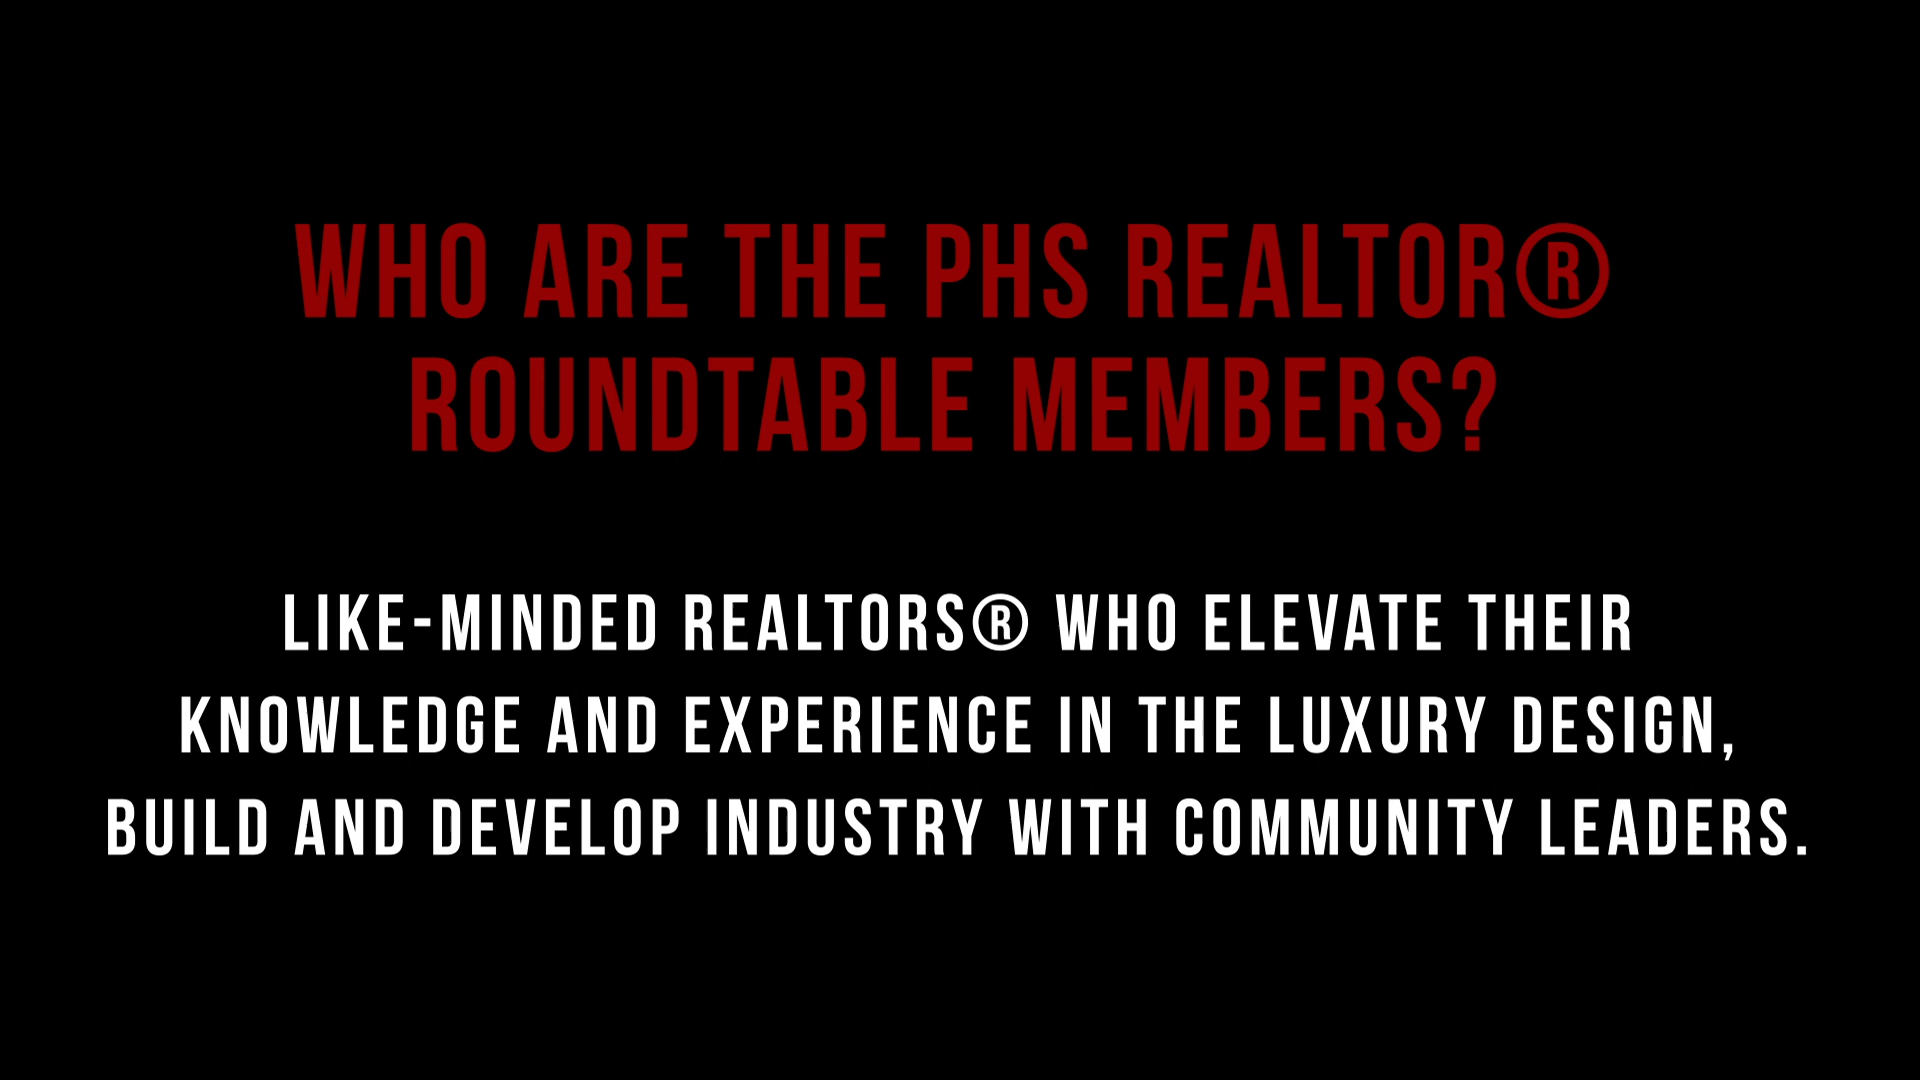 WHO ARE THE PHS REALTOR®
ROUNDTABLE MEMBERS?
LIKE-MINDED REALTORS® WHO ELEVATE THEIR
KNOWLEDGE AND EXPERIENCE IN THE LUXURY DESIGN,
BUILD AND DEVELOP INDUSTRY WITH COMMUNITY LEADERS.